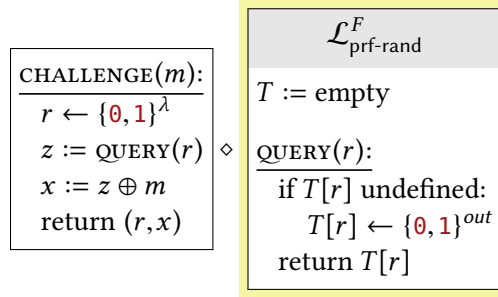 CHALLENGE(m):
r ← {0, 1}^λ
z := QUERY(r)
x := z ⊕ m
return (r, x)
⋄
𝓛^F_prf-rand
T := empty
QUERY(r):
if T[r] undefined:
T[r] ← {0, 1}^out
return T[r]